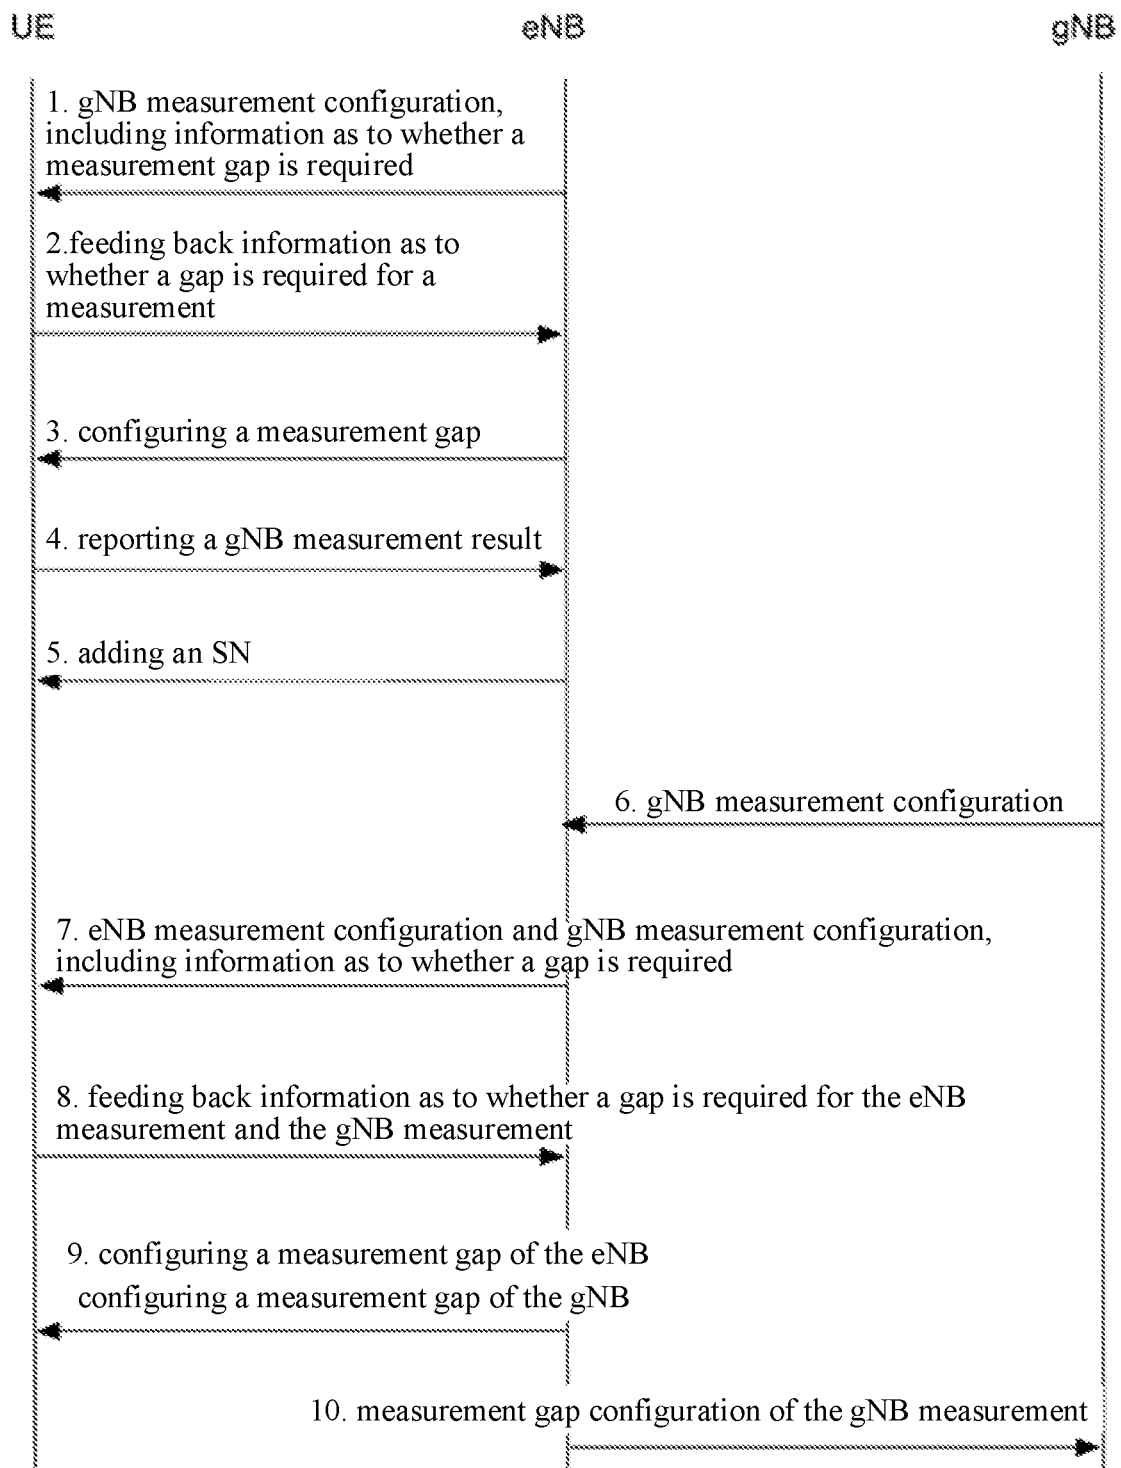 UE eNB gNB
1. gNB measurement configuration,
including information as to whether a
measurement gap is required
2.feeding back information as to
whether a gap is required for a
measurement
3. configuring a measurement gap
4. reporting a gNB measurement result
5. adding an SN
6. gNB measurement configuration
7. eNB measurement configuration and gNB measurement configuration,
including information as to whether a gap is required
8. feeding back information as to whether a gap is required for the eNB
measurement and the gNB measurement
9. configuring a measurement gap of the eNB
configuring a measurement gap of the gNB
10. measurement gap configuration of the gNB measurement